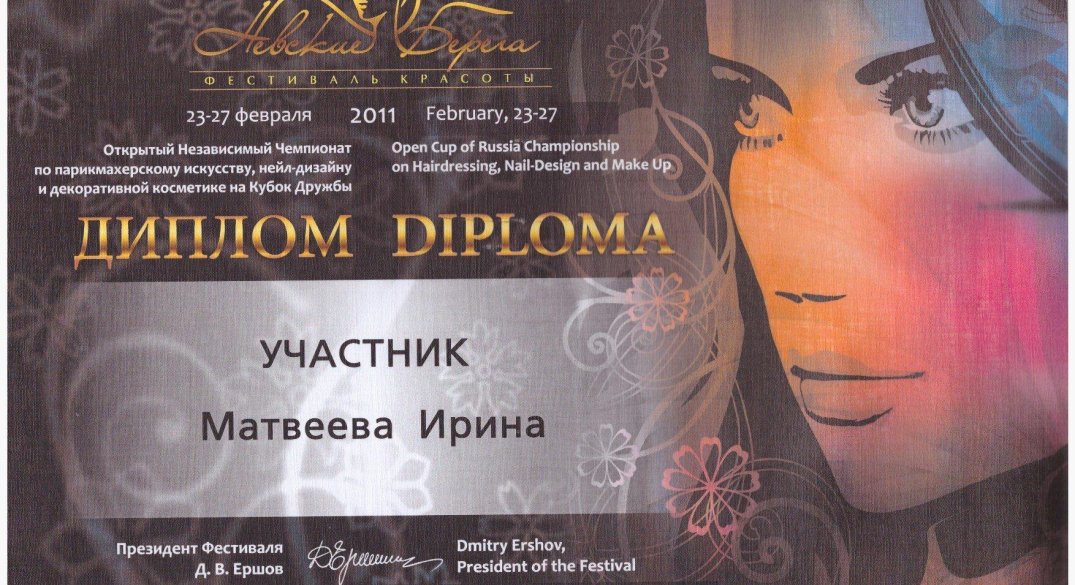 Невские Берега
ФЕСТИВАЛЬ КРАСОТЫ
23-27 февраля 2011 February, 23-27
Открытый Независимый Чемпионат
по парикмахерскому искусству, нейл-дизайну
и декоративной косметике на Кубок Дружбы
Open Cup of Russia Championship
on Hairdressing, Nail-Design and Make Up
ДИПЛОМ DIPLOMA
УЧАСТНИК
Матвеева Ирина
Президент Фестиваля
Д. В. Ершов
Dmitry Ershov,
President of the Festival